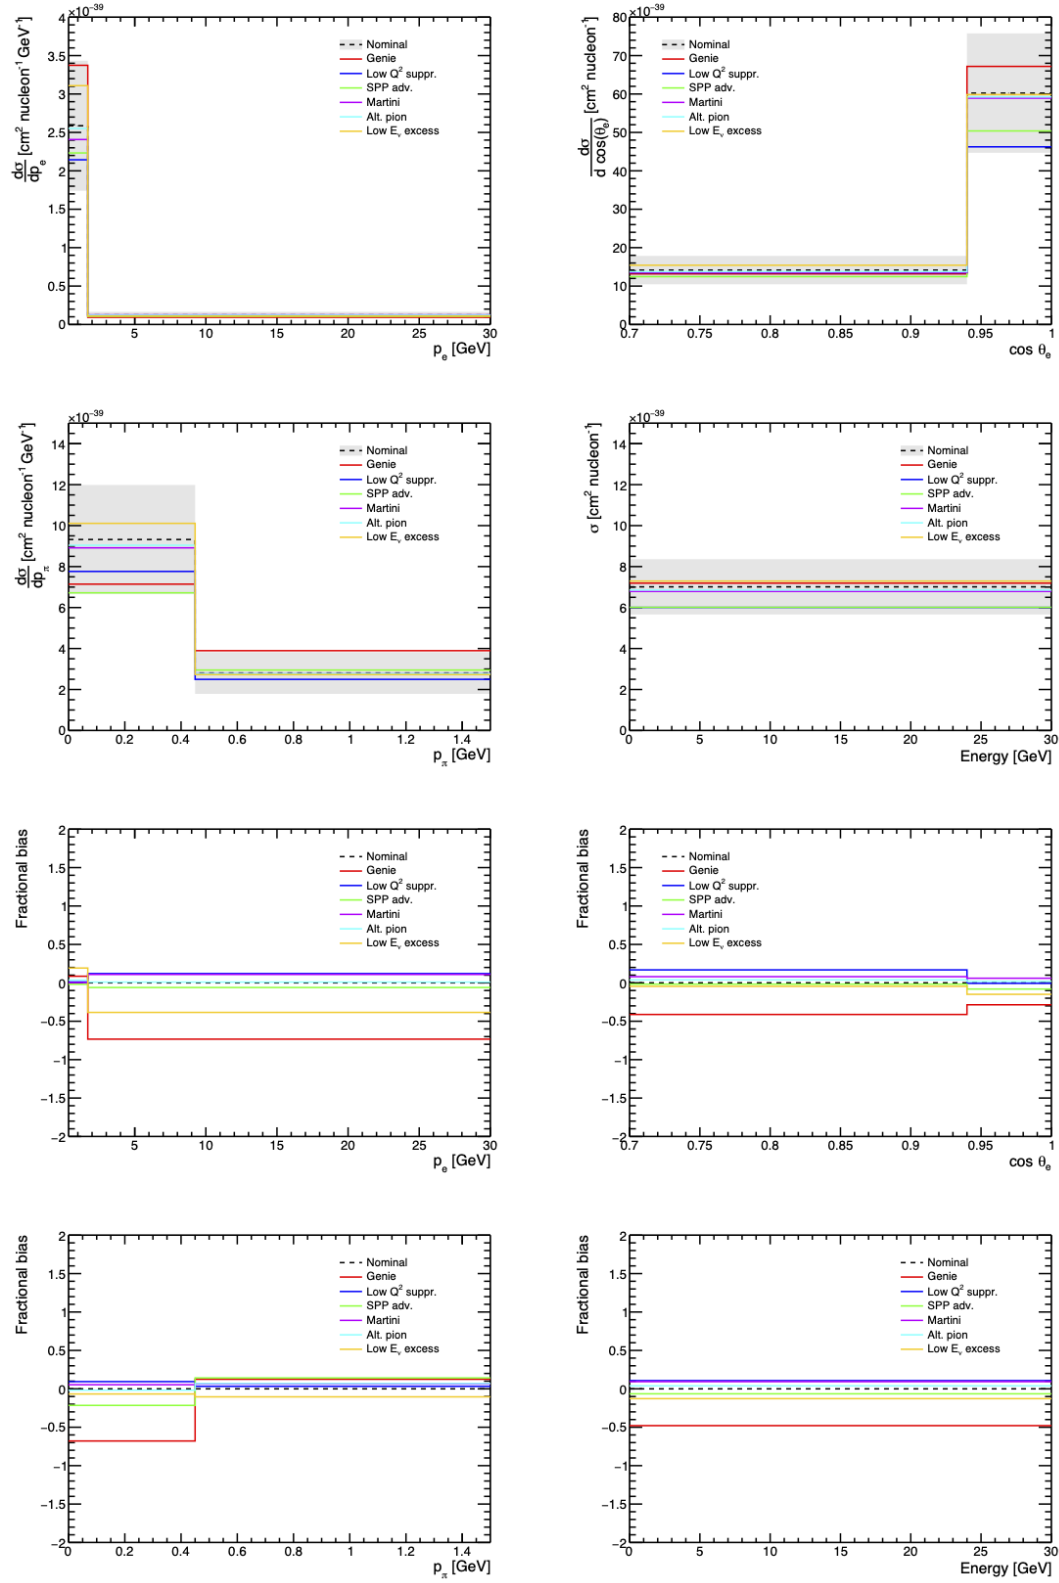 ×10⁻³⁹
dσ/dpₑ [cm² nucleon⁻¹ GeV⁻¹]
4
3.5
3
2.5
2
1.5
1
0.5
0
Nominal
Genie
Low Q² suppr.
SPP adv.
Martini
Alt. pion
Low Eᵥ excess
5 10 15 20 25 30
pₑ [GeV]
×10⁻³⁹
dσ/d cos(θₑ) [cm² nucleon⁻¹]
80
70
60
50
40
30
20
10
0
Nominal
Genie
Low Q² suppr.
SPP adv.
Martini
Alt. pion
Low Eᵥ excess
0.7 0.75 0.8 0.85 0.9 0.95 1
cos θₑ
×10⁻³⁹
dσ/dp_π [cm² nucleon⁻¹ GeV⁻¹]
14
12
10
8
6
4
2
0
Nominal
Genie
Low Q² suppr.
SPP adv.
Martini
Alt. pion
Low Eᵥ excess
0 0.2 0.4 0.6 0.8 1 1.2 1.4
p_π [GeV]
×10⁻³⁹
σ [cm² nucleon⁻¹]
14
12
10
8
6
4
2
0
Nominal
Genie
Low Q² suppr.
SPP adv.
Martini
Alt. pion
Low Eᵥ excess
0 5 10 15 20 25 30
Energy [GeV]
Fractional bias
2
1.5
1
0.5
0
−0.5
−1
−1.5
−2
Nominal
Genie
Low Q² suppr.
SPP adv.
Martini
Alt. pion
Low Eᵥ excess
5 10 15 20 25 30
pₑ [GeV]
Fractional bias
2
1.5
1
0.5
0
−0.5
−1
−1.5
−2
Nominal
Genie
Low Q² suppr.
SPP adv.
Martini
Alt. pion
Low Eᵥ excess
0.7 0.75 0.8 0.85 0.9 0.95 1
cos θₑ
Fractional bias
2
1.5
1
0.5
0
−0.5
−1
−1.5
−2
Nominal
Genie
Low Q² suppr.
SPP adv.
Martini
Alt. pion
Low Eᵥ excess
0 0.2 0.4 0.6 0.8 1 1.2 1.4
p_π [GeV]
Fractional bias
2
1.5
1
0.5
0
−0.5
−1
−1.5
−2
Nominal
Genie
Low Q² suppr.
SPP adv.
Martini
Alt. pion
Low Eᵥ excess
0 5 10 15 20 25 30
Energy [GeV]